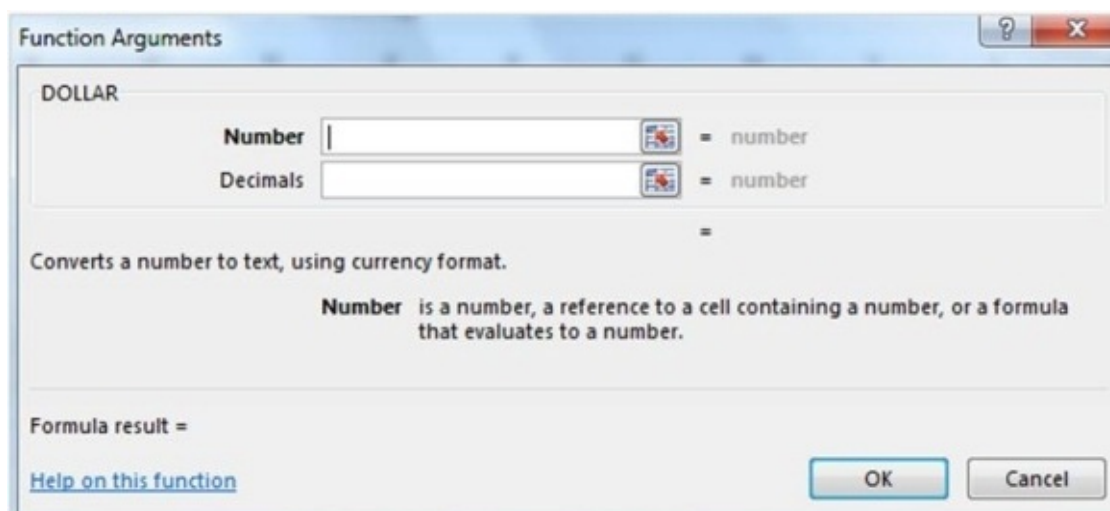 Function Arguments
DOLLAR
Number = number
Decimals = number
=
Converts a number to text, using currency format.
Number is a number, a reference to a cell containing a number, or a formula
that evaluates to a number.
Formula result =
Help on this function OK Cancel